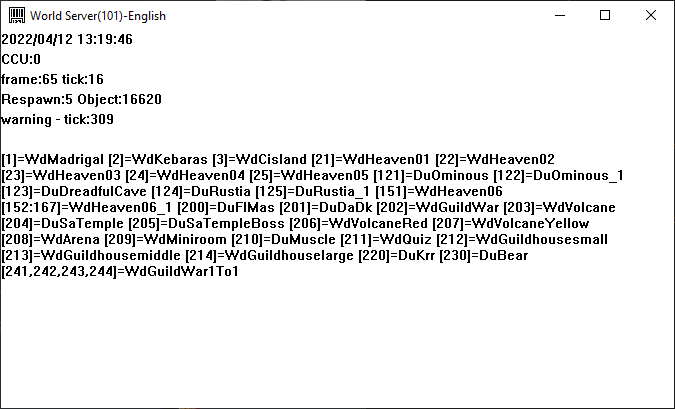 World Server(101)-English
2022/04/12 13:19:46
CCU:0
frame:65 tick:16
Respawn:5 Object:16620
warning - tick:309
[1]=WdMadrigal [2]=WdKebaras [3]=WdCisland [21]=WdHeaven01 [22]=WdHeaven02
[23]=WdHeaven03 [24]=WdHeaven04 [25]=WdHeaven05 [121]=DuOminous [122]=DuOminous_1
[123]=DuDreadfulCave [124]=DuRustia [125]=DuRustia_1 [151]=WdHeaven06
[152:167]=WdHeaven06_1 [200]=DuFlMas [201]=DuDaDk [202]=WdGuildWar [203]=WdVolcane
[204]=DuSaTemple [205]=DuSaTempleBoss [206]=WdVolcaneRed [207]=WdVolcaneYellow
[208]=WdArena [209]=WdMiniroom [210]=DuMuscle [211]=WdQuiz [212]=WdGuildhousesmall
[213]=WdGuildhousemiddle [214]=WdGuildhouselarge [220]=DuKrr [230]=DuBear
[241,242,243,244]=WdGuildWar1To1